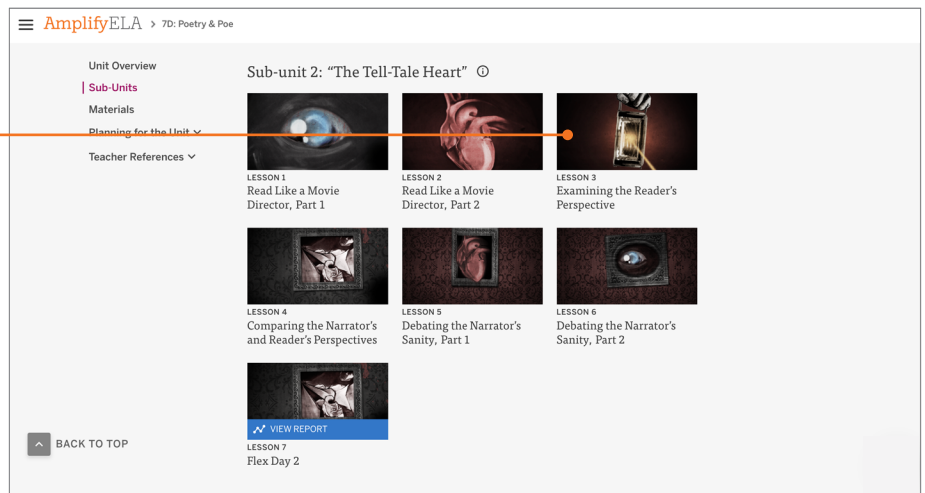 AmplifyELA > 7D: Poetry & Poe
Unit Overview
Sub-Units
Materials
Planning for the Unit
Teacher References
Sub-unit 2: “The Tell-Tale Heart”
LESSON 1
Read Like a Movie
Director, Part 1
LESSON 2
Read Like a Movie
Director, Part 2
LESSON 3
Examining the Reader’s
Perspective
LESSON 4
Comparing the Narrator’s
and Reader’s Perspectives
LESSON 5
Debating the Narrator’s
Sanity, Part 1
LESSON 6
Debating the Narrator’s
Sanity, Part 2
VIEW REPORT
LESSON 7
Flex Day 2
BACK TO TOP